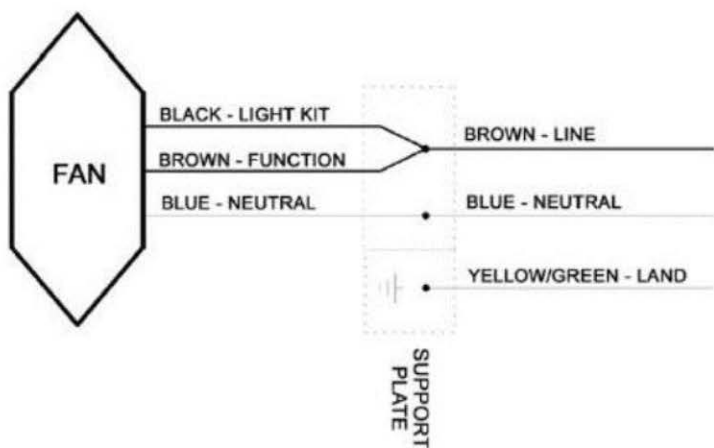 BLACK - LIGHT KIT
BROWN - FUNCTION
BROWN - LINE
FAN
BLUE - NEUTRAL
BLUE - NEUTRAL
YELLOW/GREEN - LAND
SUPPORT
PLATE